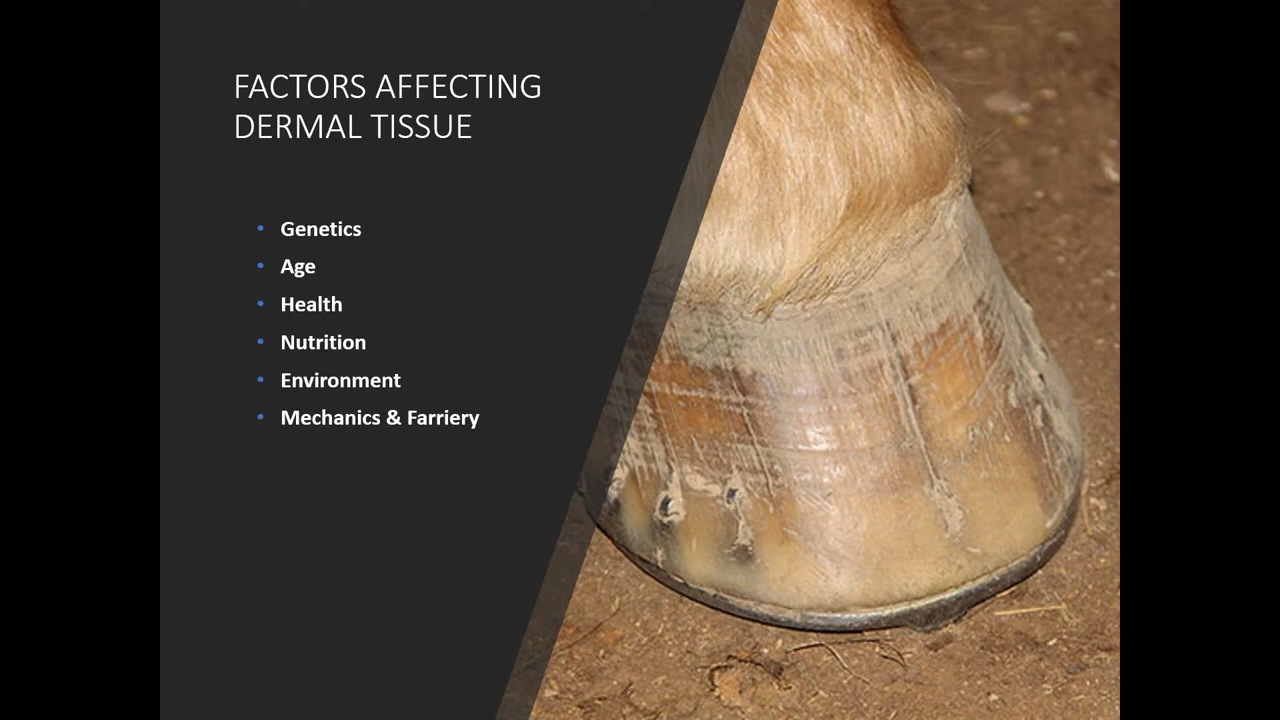 FACTORS AFFECTING
DERMAL TISSUE
• Genetics
• Age
• Health
• Nutrition
• Environment
• Mechanics & Farriery